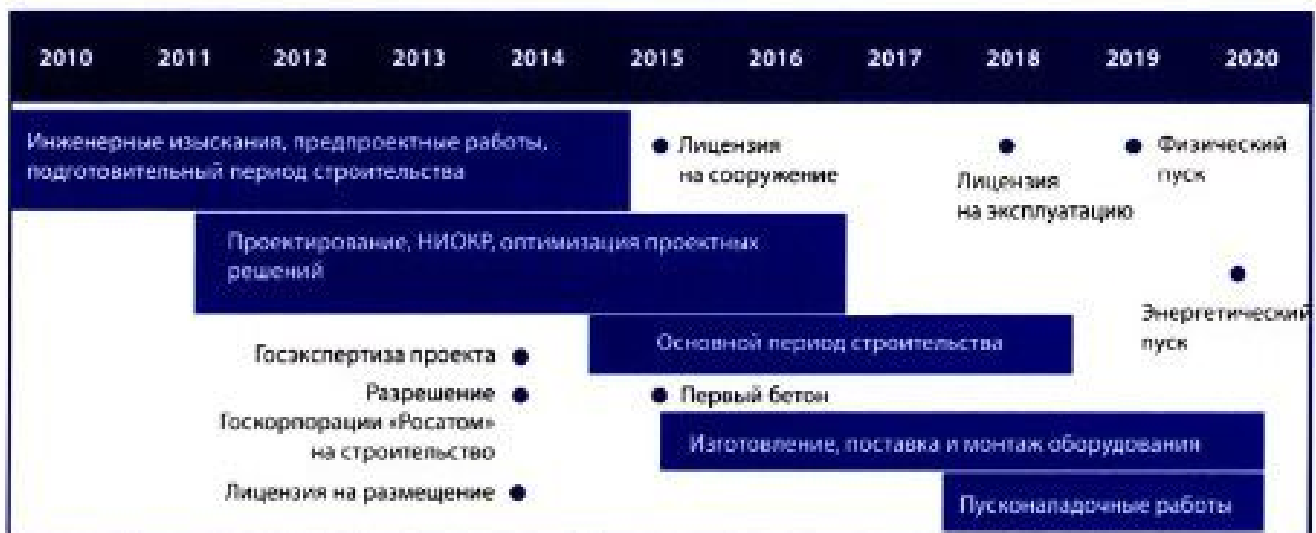 2010 2011 2012 2013 2014 2015 2016 2017 2018 2019 2020
Инженерные изыскания, предпроектные работы,
подготовительный период строительства
Лицензия
на сооружение
Лицензия
на эксплуатацию
Физический
пуск
Проектирование, НИОКР, оптимизация проектных
решений
Энергетический
пуск
Основной период строительства
Госэкспертиза проекта
Разрешение
Госкорпорации «Росатом»
на строительство
Первый бетон
Изготовление, поставка и монтаж оборудования
Лицензия на размещение
Пусконаладочные работы